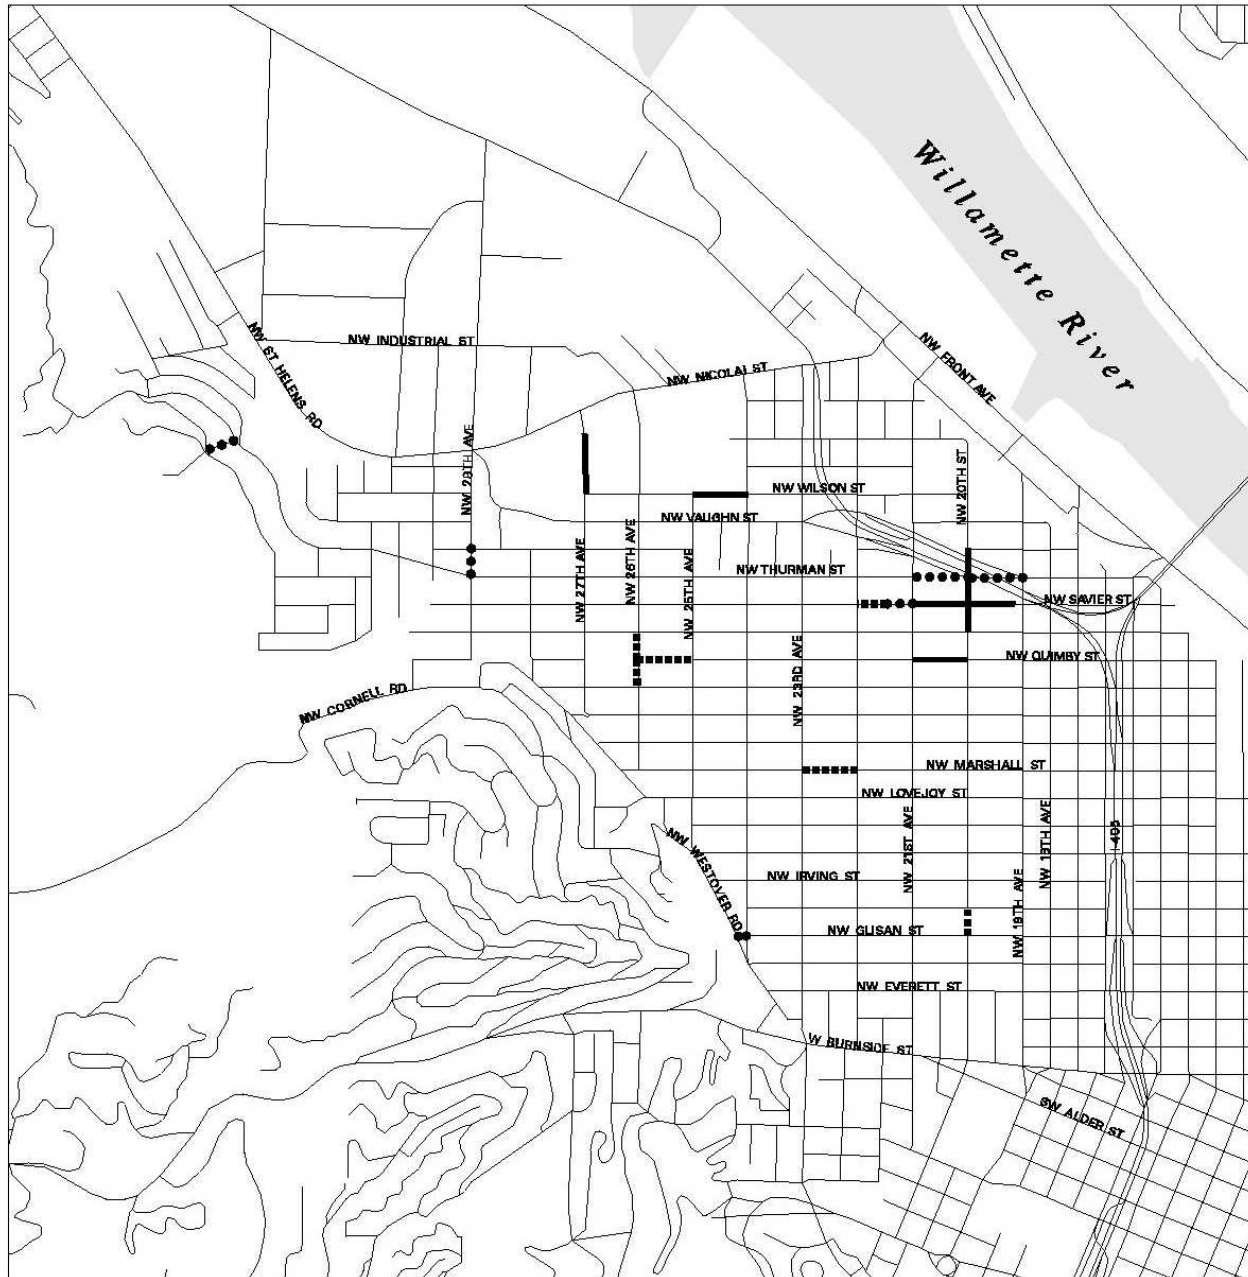 Willamette River
NW ST HELENS RD
NW INDUSTRIAL ST
NW NICOLAI ST
NW FRONT AVE
NW 29TH AVE
NW 20TH ST
NW WILSON ST
NW VAUGHN ST
NW 27TH AVE
NW 26TH AVE
NW 25TH AVE
NW THURMAN ST
NW SAVIER ST
NW QUIMBY ST
NW 23RD AVE
NW CORNELL RD
NW MARSHALL ST
NW LOVEJOY ST
NW WESTOVER RD
NW 21ST AVE
NW 18TH AVE
I-405
NW IRVING ST
NW 19TH AVE
NW GLISAN ST
NW EVERETT ST
W BURNSIDE ST
SW ALDER ST